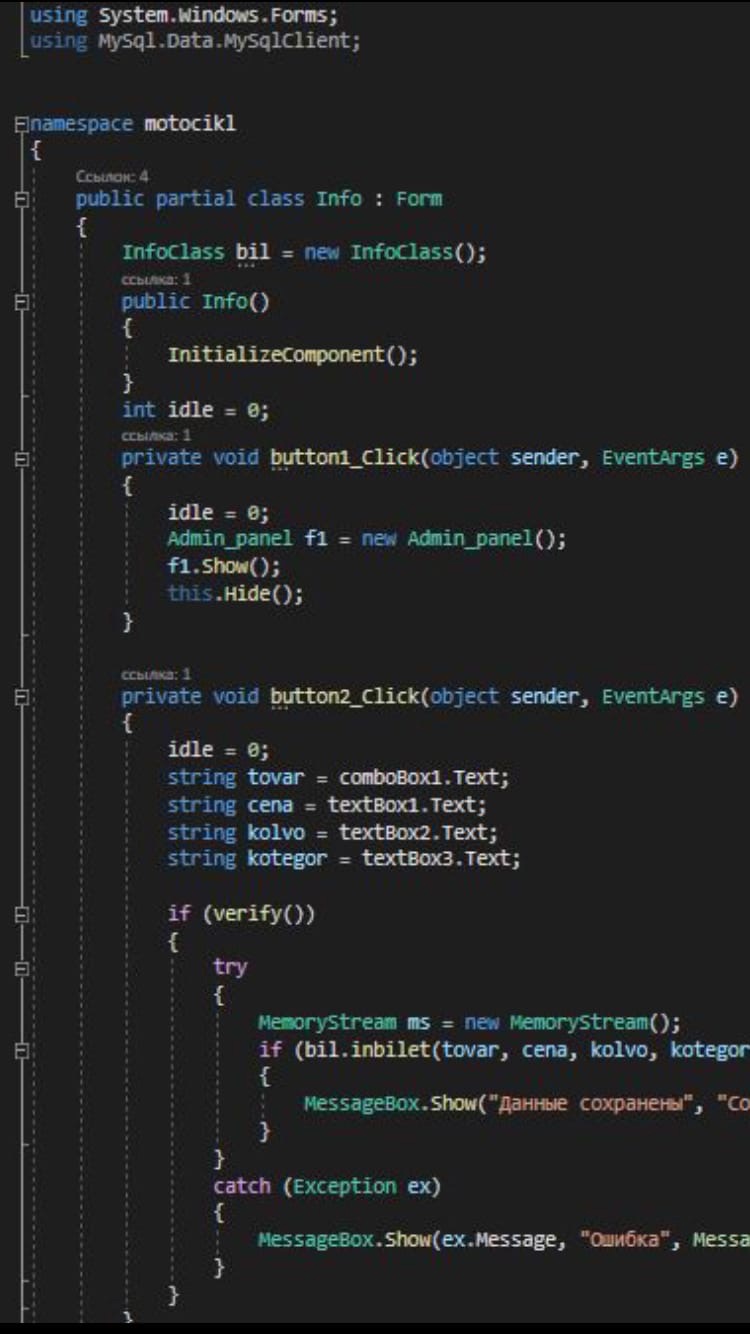 using System.Windows.Forms;
using MySql.Data.MySqlClient;
namespace motocikl
{
Ссылок: 4
public partial class Info : Form
{
InfoClass bil = new InfoClass();
ссылка: 1
public Info()
{
InitializeComponent();
}
int idle = 0;
ссылка: 1
private void button1_Click(object sender, EventArgs e)
{
idle = 0;
Admin_panel f1 = new Admin_panel();
f1.Show();
this.Hide();
}
ссылка: 1
private void button2_Click(object sender, EventArgs e)
{
idle = 0;
string tovar = comboBox1.Text;
string cena = textBox1.Text;
string kolvo = textBox2.Text;
string kotegor = textBox3.Text;
if (verify())
{
try
{
MemoryStream ms = new MemoryStream();
if (bil.inbilet(tovar, cena, kolvo, kotegor
{
MessageBox.Show("Данные сохранены", "Со
}
}
catch (Exception ex)
{
MessageBox.Show(ex.Message, "Ошибка", Messa
}
}
}